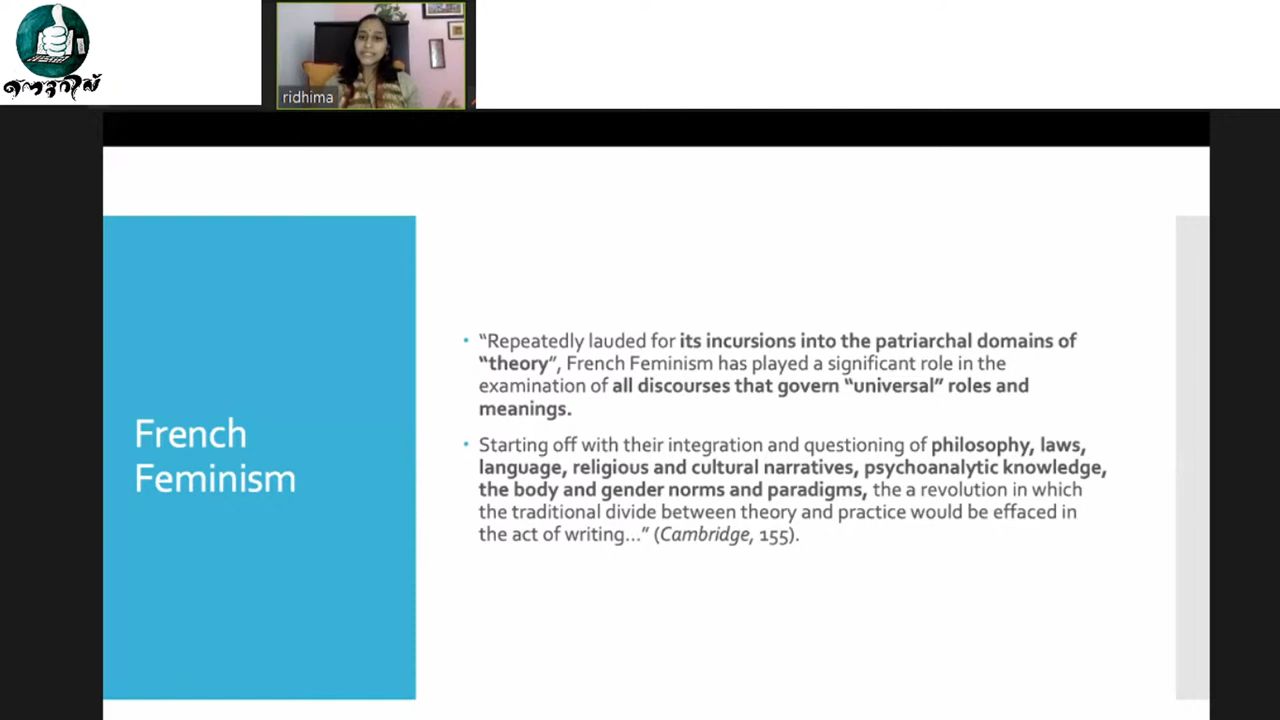 ridhima
French
Feminism
• “Repeatedly lauded for its incursions into the patriarchal domains of
“theory”, French Feminism has played a significant role in the
examination of all discourses that govern “universal” roles and
meanings.
• Starting off with their integration and questioning of philosophy, laws,
language, religious and cultural narratives, psychoanalytic knowledge,
the body and gender norms and paradigms, the a revolution in which
the traditional divide between theory and practice would be effaced in
the act of writing…” (Cambridge, 155).